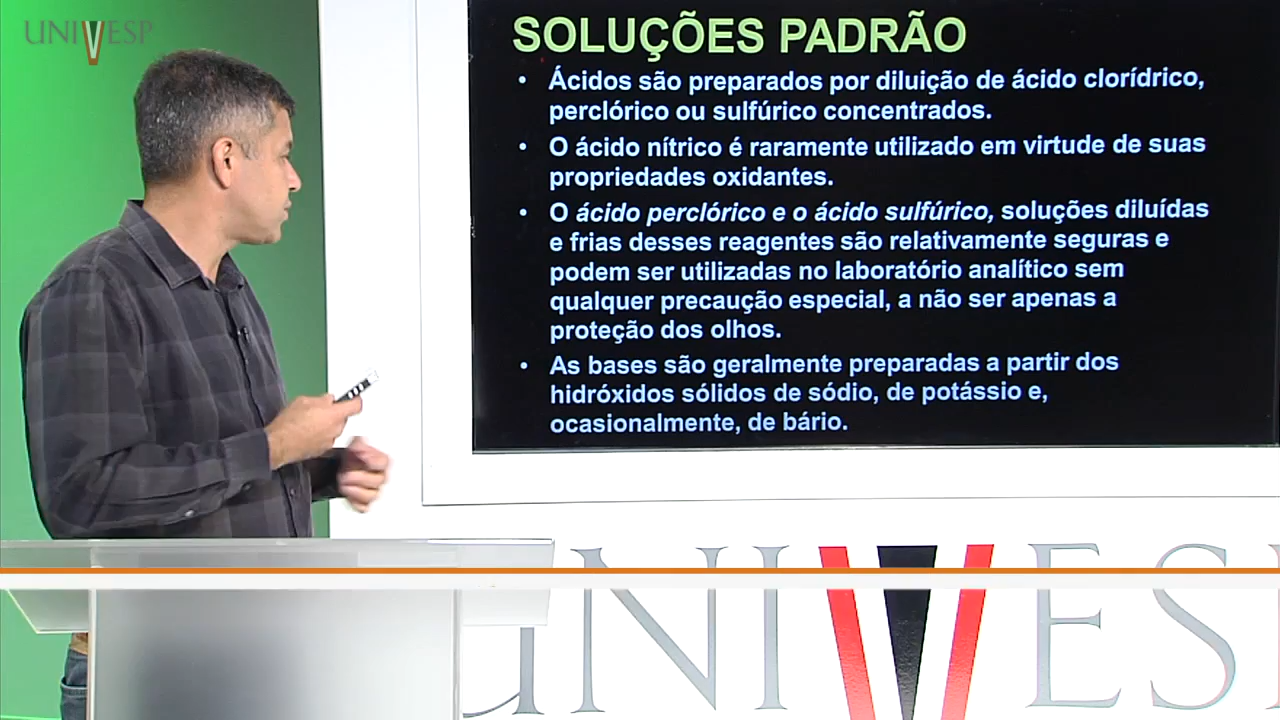 UNIVESP
SOLUÇÕES PADRÃO
• Ácidos são preparados por diluição de ácido clorídrico,
perclórico ou sulfúrico concentrados.
• O ácido nítrico é raramente utilizado em virtude de suas
propriedades oxidantes.
• O ácido perclórico e o ácido sulfúrico, soluções diluídas
e frias desses reagentes são relativamente seguras e
podem ser utilizadas no laboratório analítico sem
qualquer precaução especial, a não ser apenas a
proteção dos olhos.
• As bases são geralmente preparadas a partir dos
hidróxidos sólidos de sódio, de potássio e,
ocasionalmente, de bário.
UNIVES